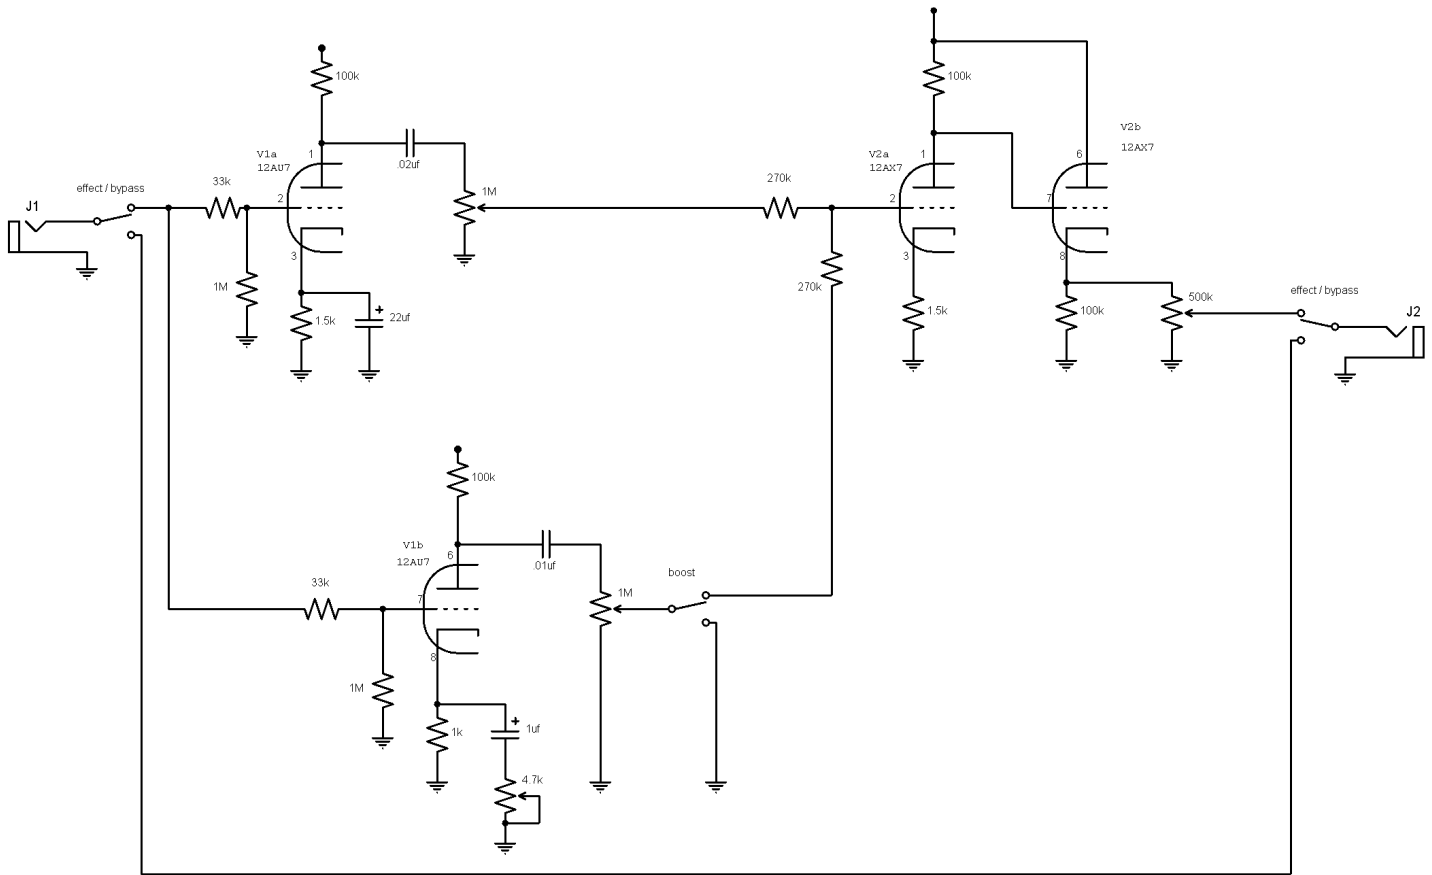 100k
100k
V2b
12AX7
V1a
12AU7
1
.02uf
V2a
12AX7
1
6
effect / bypass
33k
1M
270k
J1
2
2
7
3
3
8
1M
270k
effect / bypass
1.5k
+
22uf
1.5k
100k
500k
J2
100k
V1b
12AU7
6
.01uf
boost
33k
7
1M
8
1M
1k
+
1uf
4.7k